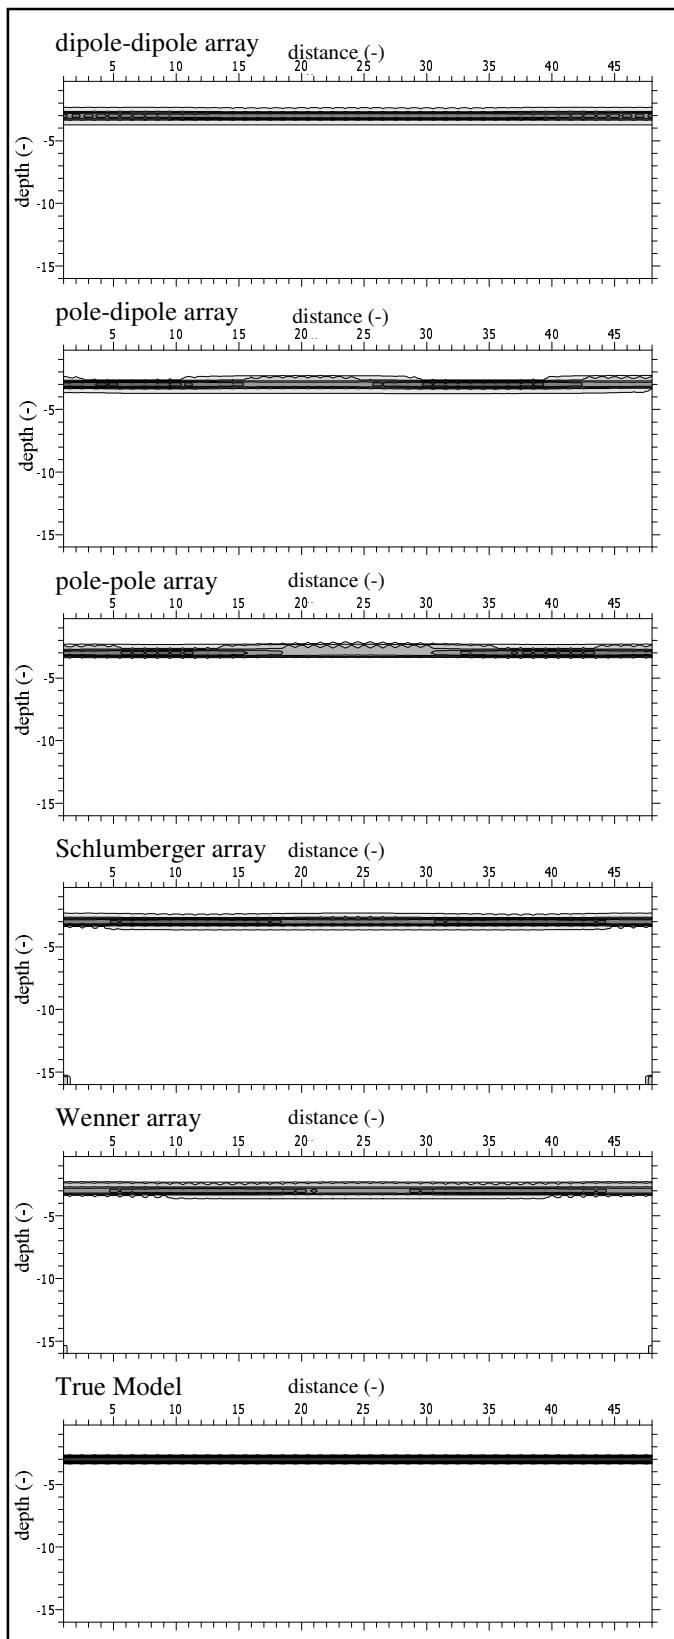 dipole-dipole array distance (-)
5 10 15 20 25 30 35 40 45
depth (-)
-5
-10
-15
pole-dipole array distance (-)
5 10 15 20 25 30 35 40 45
depth (-)
-5
-10
-15
pole-pole array distance (-)
5 10 15 20 25 30 35 40 45
depth (-)
-5
-10
-15
Schlumberger array distance (-)
5 10 15 20 25 30 35 40 45
depth (-)
-5
-10
-15
Wenner array distance (-)
5 10 15 20 25 30 35 40 45
depth (-)
-5
-10
-15
True Model distance (-)
5 10 15 20 25 30 35 40 45
depth (-)
-5
-10
-15